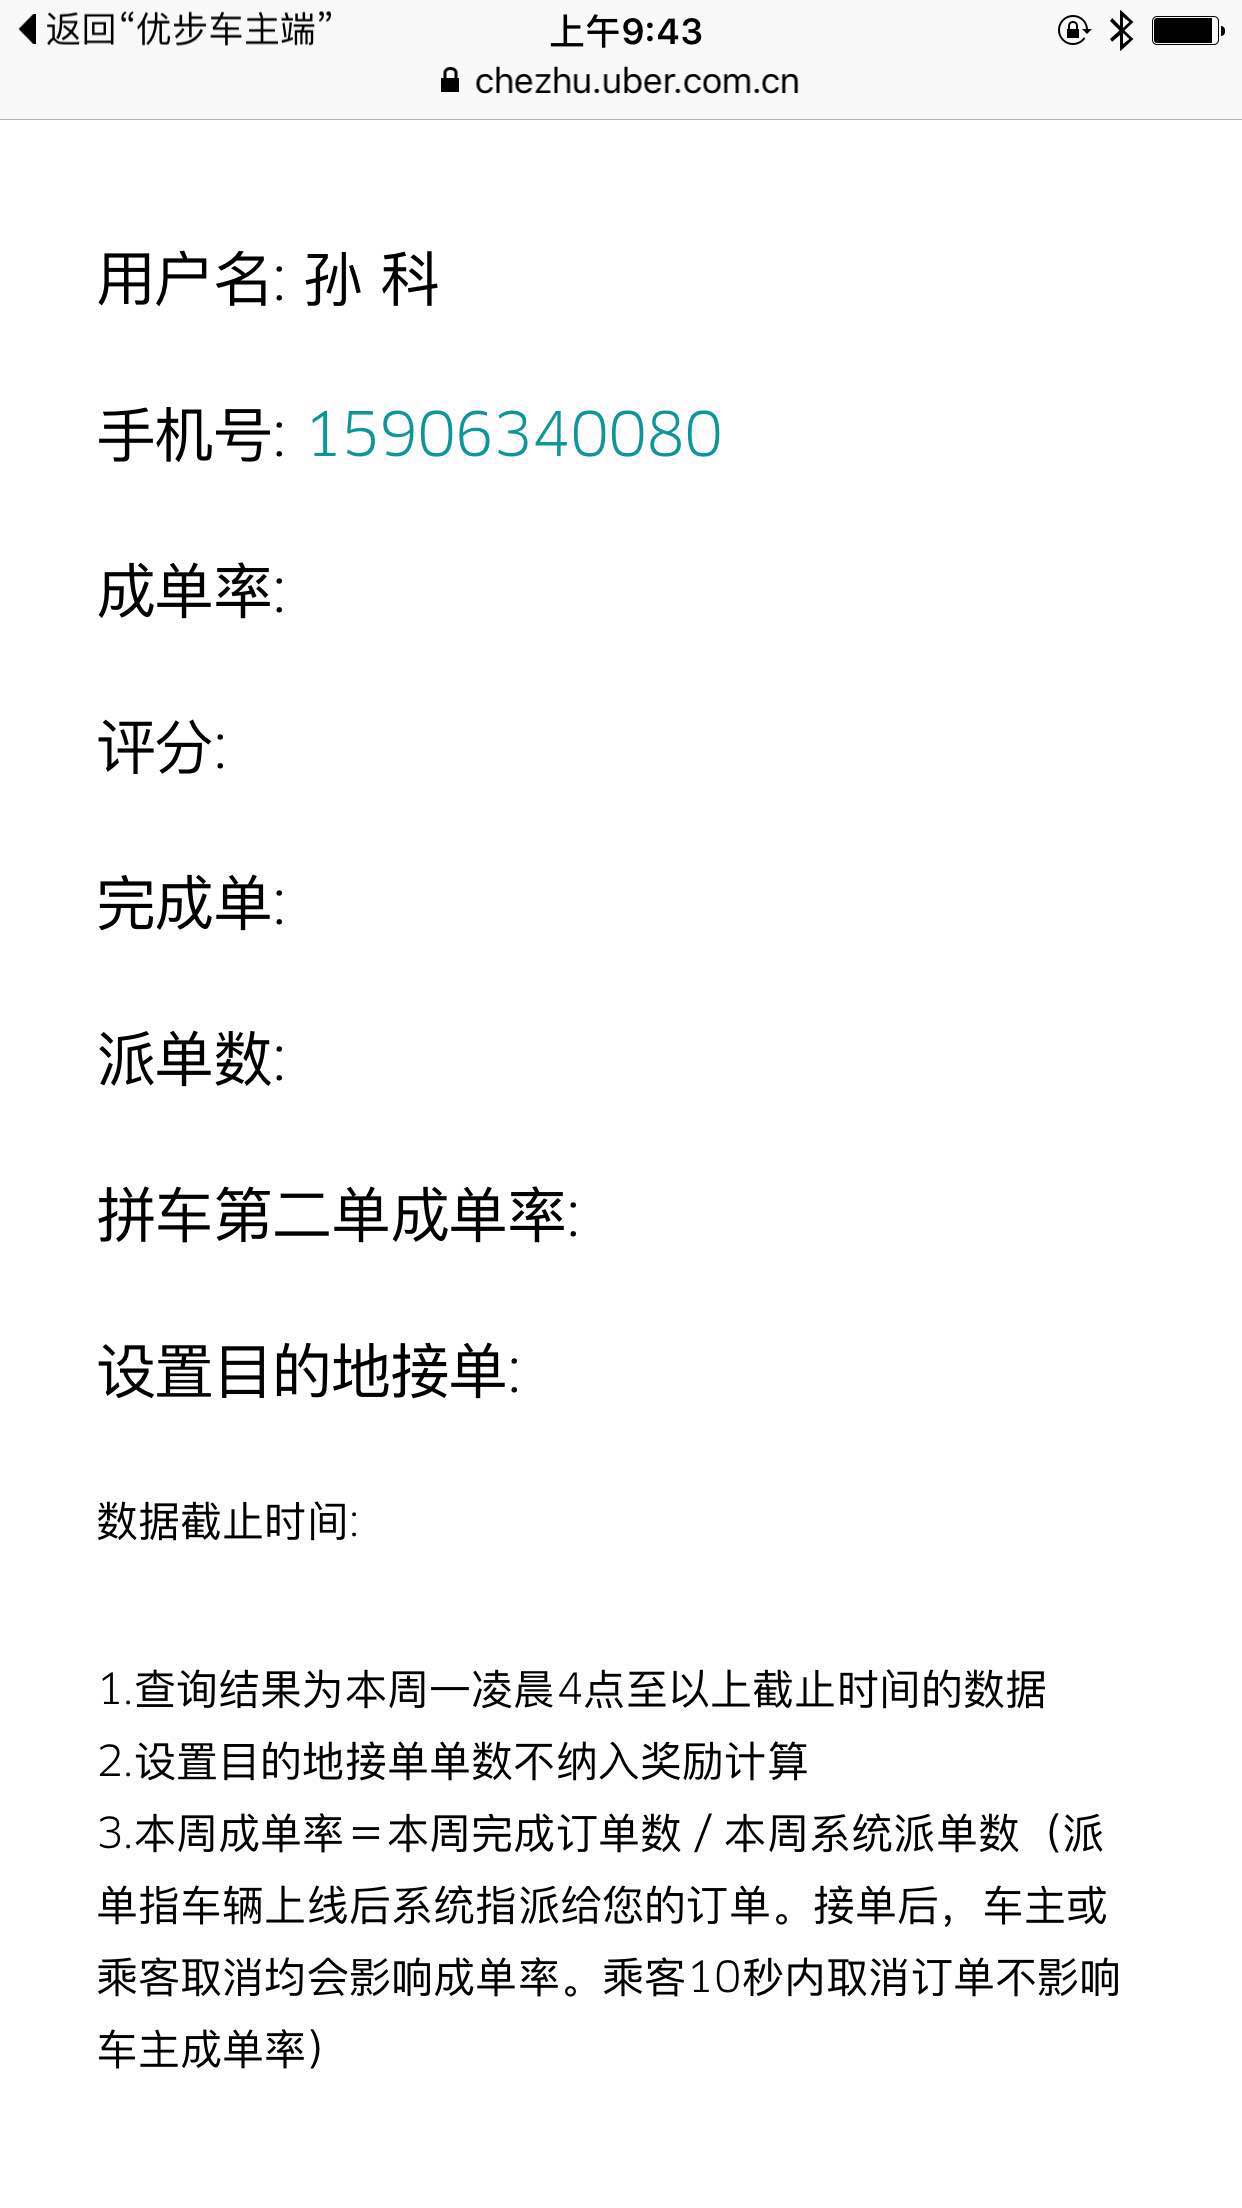 返回“优步车主端”
上午9:43
chezhu.uber.com.cn
用户名: 孙 科
手机号: 15906340080
成单率:
评分:
完成单:
派单数:
拼车第二单成单率:
设置目的地接单:
数据截止时间:
1.查询结果为本周一凌晨4点至以上截止时间的数据
2.设置目的地接单单数不纳入奖励计算
3.本周成单率＝本周完成订单数／本周系统派单数（派
单指车辆上线后系统指派给您的订单。接单后，车主或
乘客取消均会影响成单率。乘客10秒内取消订单不影响
车主成单率）